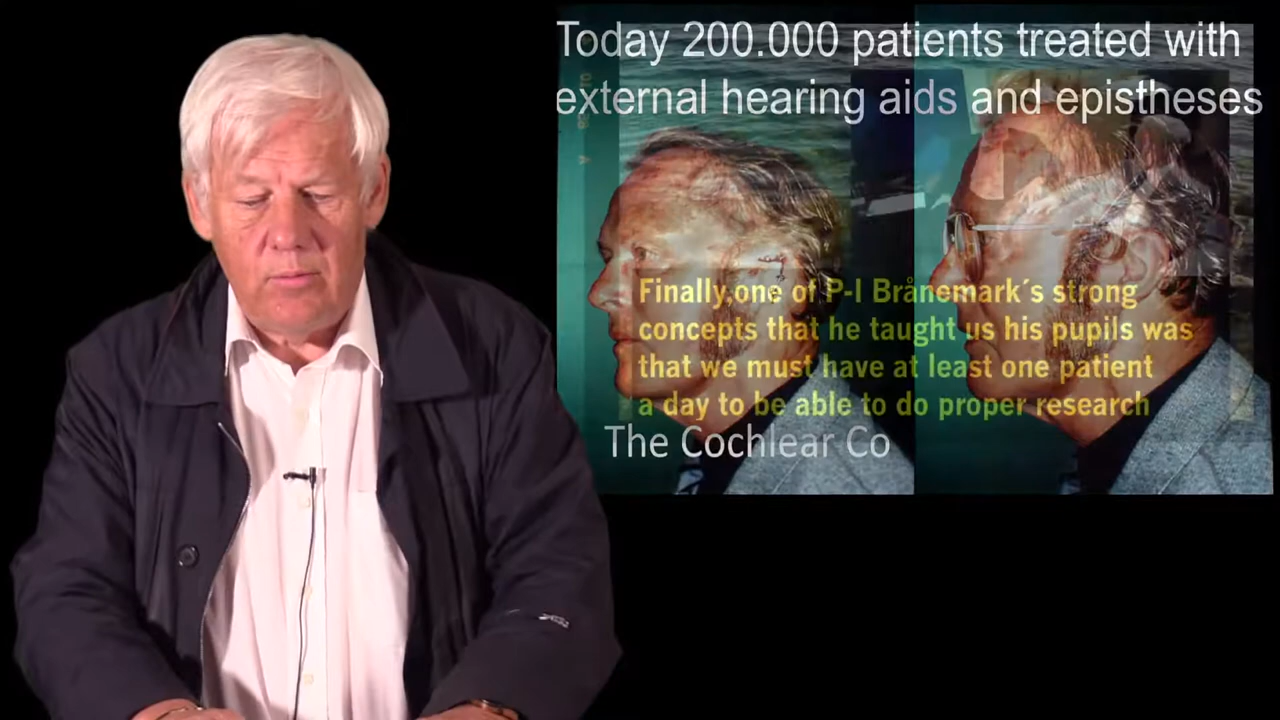 Today 200.000 patients treated with
external hearing aids and epistheses
Finally,one of P-I Brånemark´s strong
concepts that he taught us his pupils was
that we must have at least one patient
a day to be able to do proper research
The Cochlear Co